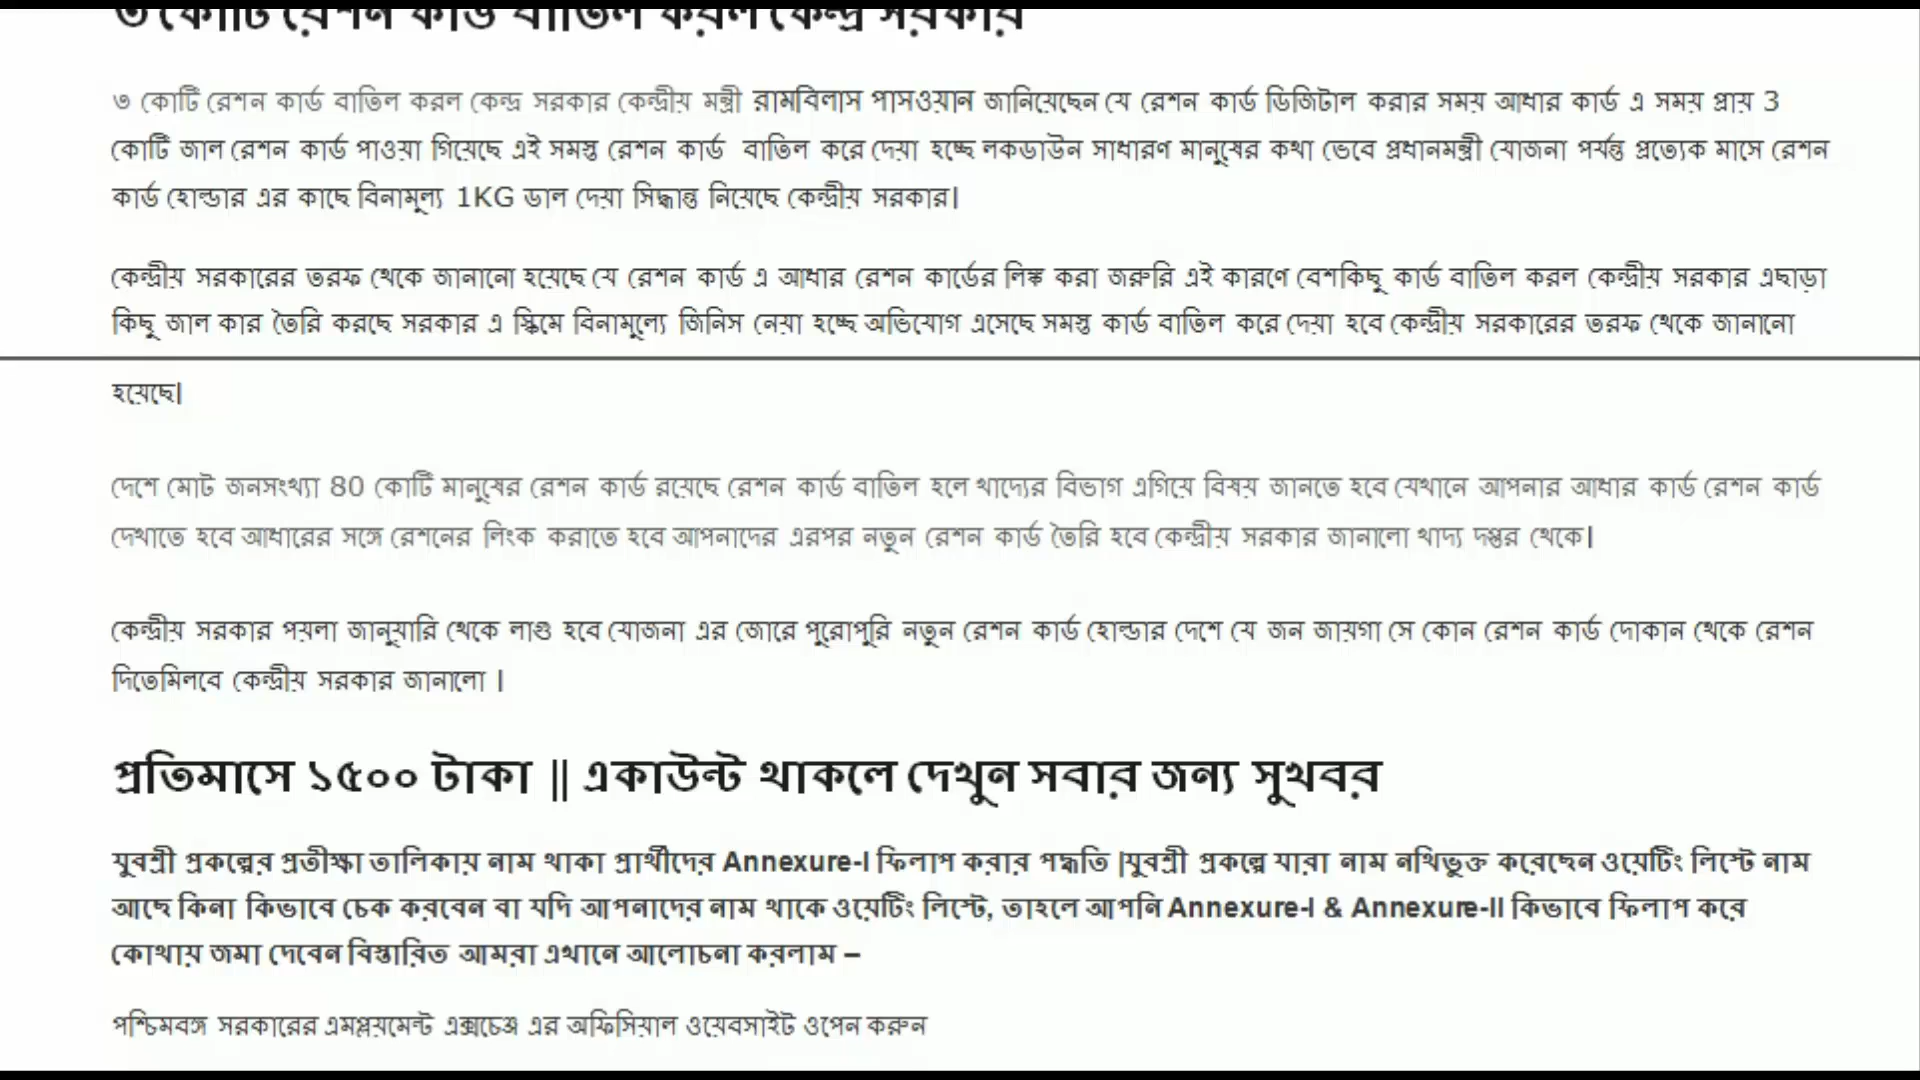 ৩ কোটি রেশন কার্ড বাতিল করল কেন্দ্র সরকার
৩ কোটি রেশন কার্ড বাতিল করল কেন্দ্র সরকার কেন্দ্রীয় মন্ত্রী রামবিলাস পাসওয়ান জানিয়েছেন যে রেশন কার্ড ডিজিটাল করার সময় আধার কার্ড এ সময় প্রায় 3
কোটি জাল রেশন কার্ড পাওয়া গিয়েছে এই সমস্ত রেশন কার্ড বাতিল করে দেয়া হচ্ছে লকডাউন সাধারণ মানুষের কথা ভেবে প্রধানমন্ত্রী যোজনা পর্যন্ত প্রত্যেক মাসে রেশন
কার্ড হোল্ডার এর কাছে বিনামূল্য 1KG ডাল দেয়া সিদ্ধান্ত নিয়েছে কেন্দ্রীয় সরকার।
কেন্দ্রীয় সরকারের তরফ থেকে জানানো হয়েছে যে রেশন কার্ড এ আধার রেশন কার্ডের লিঙ্ক করা জরুরি এই কারণে বেশকিছু কার্ড বাতিল করল কেন্দ্রীয় সরকার এছাড়া
কিছু জাল কার তৈরি করছে সরকার এ স্কিমে বিনামূল্যে জিনিস নেয়া হচ্ছে অভিযোগ এসেছে সমস্ত কার্ড বাতিল করে দেয়া হবে কেন্দ্রীয় সরকারের তরফ থেকে জানানো
হয়েছে।
দেশে মোট জনসংখ্যা 80 কোটি মানুষের রেশন কার্ড রয়েছে রেশন কার্ড বাতিল হলে খাদ্যের বিভাগ এগিয়ে বিষয় জানতে হবে যেখানে আপনার আধার কার্ড রেশন কার্ড
দেখাতে হবে আধারের সঙ্গে রেশনের লিংক করাতে হবে আপনাদের এরপর নতুন রেশন কার্ড তৈরি হবে কেন্দ্রীয় সরকার জানালো খাদ্য দপ্তর থেকে।
কেন্দ্রীয় সরকার পয়লা জানুয়ারি থেকে লাগু হবে যোজনা এর জোরে পুরোপুরি নতুন রেশন কার্ড হোল্ডার দেশে যে জন জায়গা সে কোন রেশন কার্ড দোকান থেকে রেশন
দিতেমিলবে কেন্দ্রীয় সরকার জানালো ।
প্রতিমাসে ১৫০০ টাকা || একাউন্ট থাকলে দেখুন সবার জন্য সুখবর
যুবশ্রী প্রকল্পের প্রতীক্ষা তালিকায় নাম থাকা প্রার্থীদের Annexure-I ফিলাপ করার পদ্ধতি |যুবশ্রী প্রকল্পে যারা নাম নথিভুক্ত করেছেন ওয়েটিং লিস্টে নাম
আছে কিনা কিভাবে চেক করবেন বা যদি আপনাদের নাম থাকে ওয়েটিং লিস্টে, তাহলে আপনি Annexure-I & Annexure-II কিভাবে ফিলাপ করে
কোথায় জমা দেবেন বিস্তারিত আমরা এখানে আলোচনা করলাম –
পশ্চিমবঙ্গ সরকারের এমপ্লয়মেন্ট এক্সচেঞ্জ এর অফিসিয়াল ওয়েবসাইট ওপেন করুন